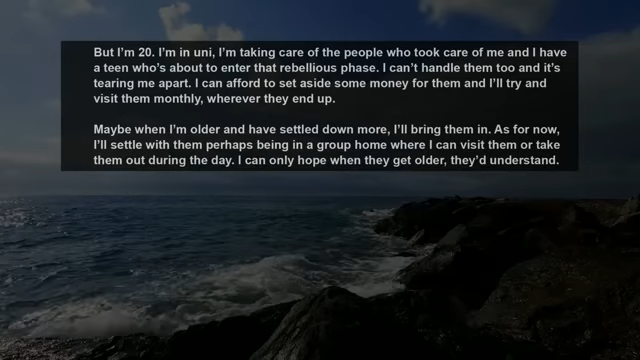 But I'm 20. I'm in uni, I'm taking care of the people who took care of me and I have
a teen who's about to enter that rebellious phase. I can't handle them too and it's
tearing me apart. I can afford to set aside some money for them and I'll try and
visit them monthly, wherever they end up.
Maybe when I'm older and have settled down more, I'll bring them in. As for now,
I'll settle with them perhaps being in a group home where I can visit them or take
them out during the day. I can only hope when they get older, they'd understand.